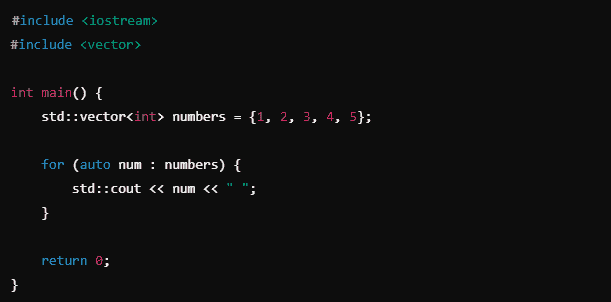 #include <iostream>
#include <vector>

int main() {
    std::vector<int> numbers = {1, 2, 3, 4, 5};

    for (auto num : numbers) {
        std::cout << num << " ";
    }

    return 0;
}